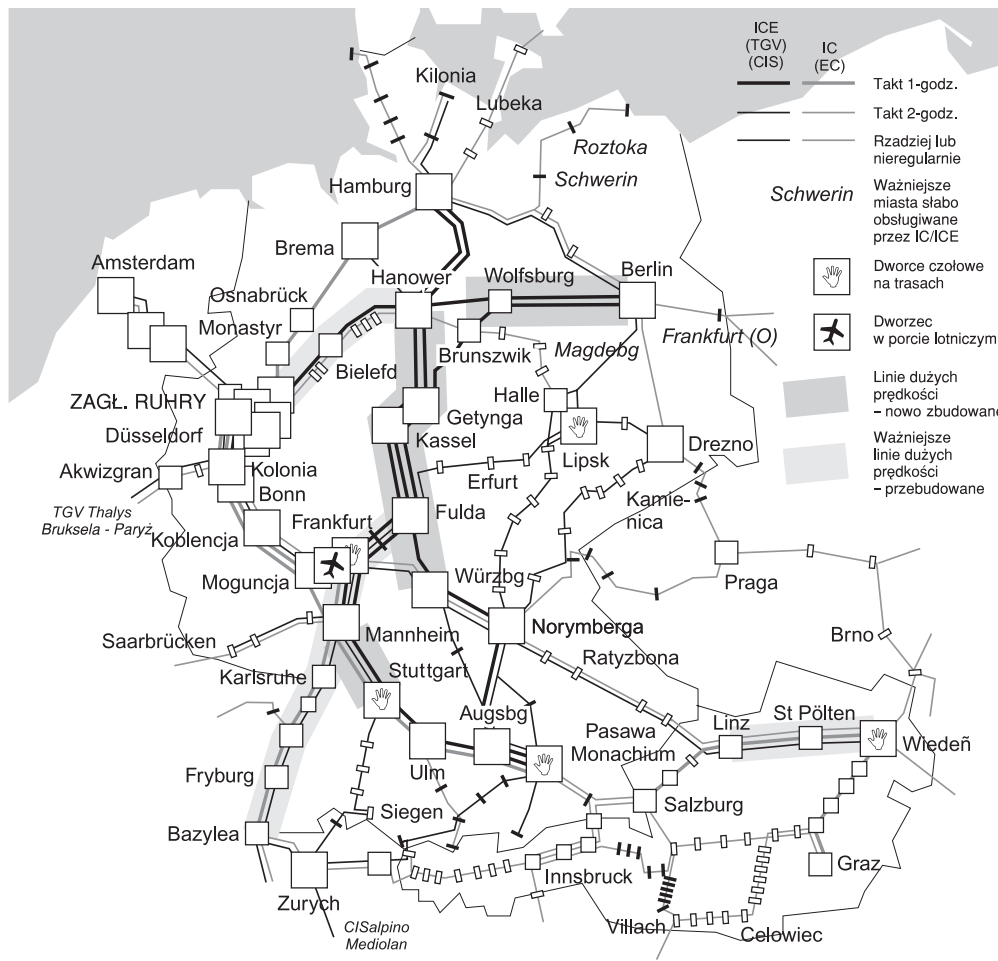 ICE
(TGV)
(CIS)
IC
(EC)
Takt 1-godz.
Takt 2-godz.
Rzadziej lub
nieregularnie
Schwerin
Ważniejsze
miasta słabo
obsługiwane
przez IC/ICE
Dworce czołowe
na trasach
Dworzec
w porcie lotniczym
Linie dużych
prędkości
– nowo zbudowane
Ważniejsze
linie dużych
prędkości
– przebudowane
Kilonia
Lubeka
Roztoka
Schwerin
Hamburg
Brema
Amsterdam
Hanower
Wolfsburg
Berlin
Osnabrück
Monastyr
Brunszwik
Magdebg
Frankfurt (O)
Bielefd
ZAGŁ. RUHRY
Halle
Getynga
Düsseldorf
Kassel
Lipsk
Drezno
Akwizgran
Kolonia
Erfurt
Bonn
Kamie-
nica
TGV Thalys
Bruksela - Paryż
Frankfurt
Fulda
Koblencja
Moguncja
Würzbg
Praga
Saarbrücken
Mannheim
Norymberga
Brno
Karlsruhe
Stuttgart
Ratyzbona
Augsbg
Pasawa
Monachium
Linz
St Pölten
Wiedeń
Fryburg
Ulm
Siegen
Salzburg
Bazylea
Innsbruck
Graz
Zurych
Villach
Celowiec
CISalpino
Mediolan